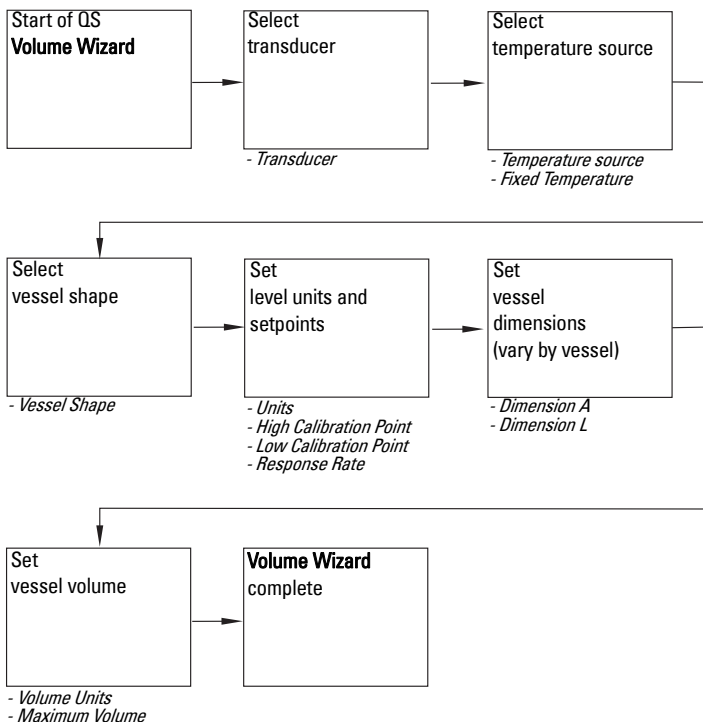 Start of QS
Volume Wizard
Select
transducer
- Transducer
Select
temperature source
- Temperature source
- Fixed Temperature
Select
vessel shape
- Vessel Shape
Set
level units and
setpoints
- Units
- High Calibration Point
- Low Calibration Point
- Response Rate
Set
vessel
dimensions
(vary by vessel)
- Dimension A
- Dimension L
Set
vessel volume
- Volume Units
- Maximum Volume
Volume Wizard
complete